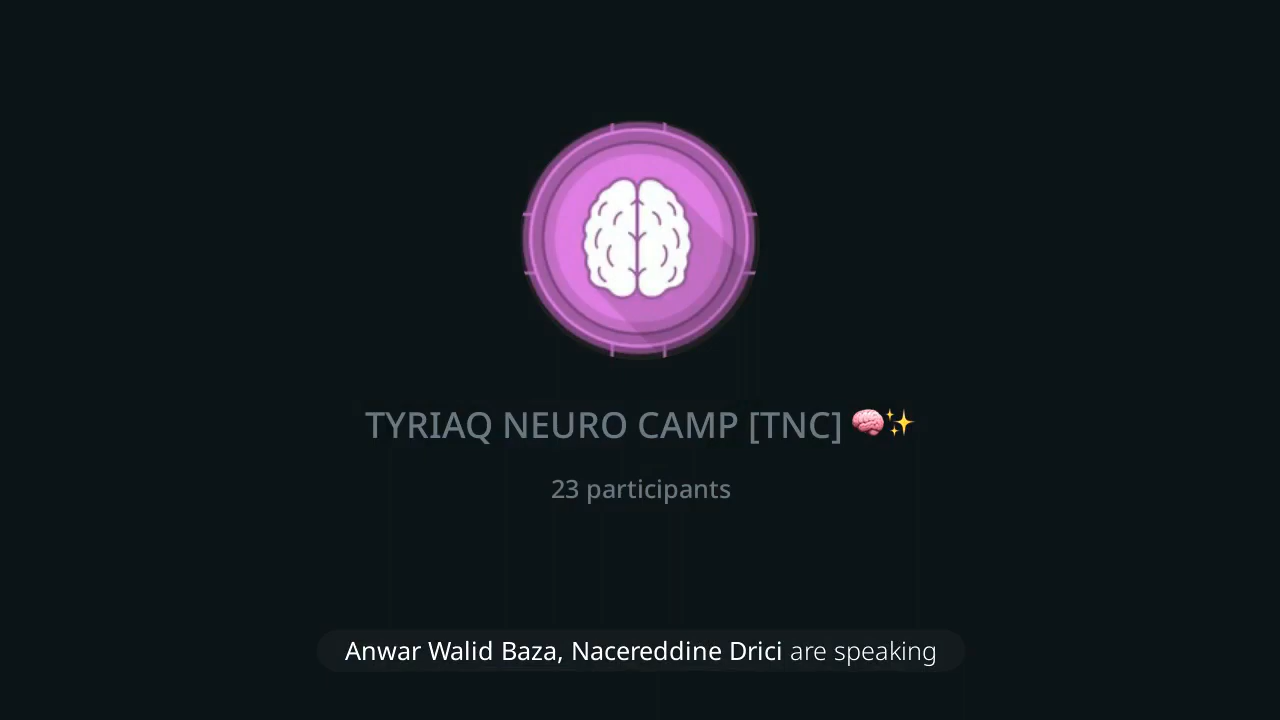 TYRIAQ NEURO CAMP [TNC] 🧠✨
23 participants
Anwar Walid Baza, Nacereddine Drici are speaking